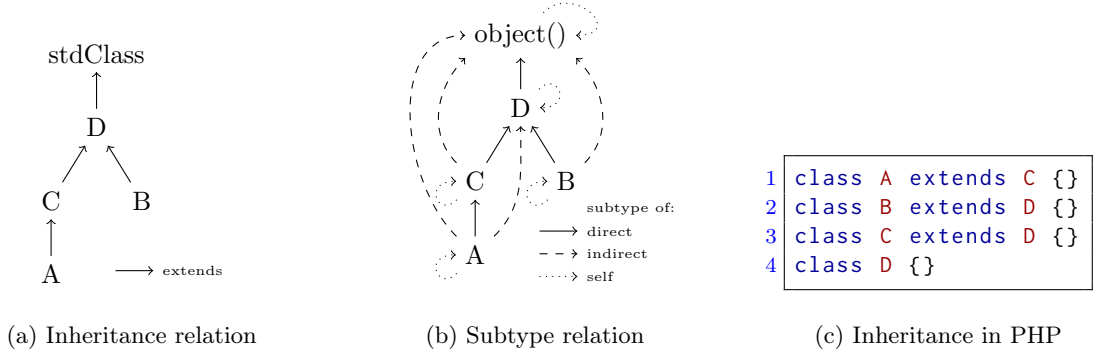 stdClass
D
C
B
A
extends
(a) Inheritance relation
object()
D
C
B
A
subtype of:
direct
indirect
self
(b) Subtype relation
1 class A extends C {}
2 class B extends D {}
3 class C extends D {}
4 class D {}
(c) Inheritance in PHP